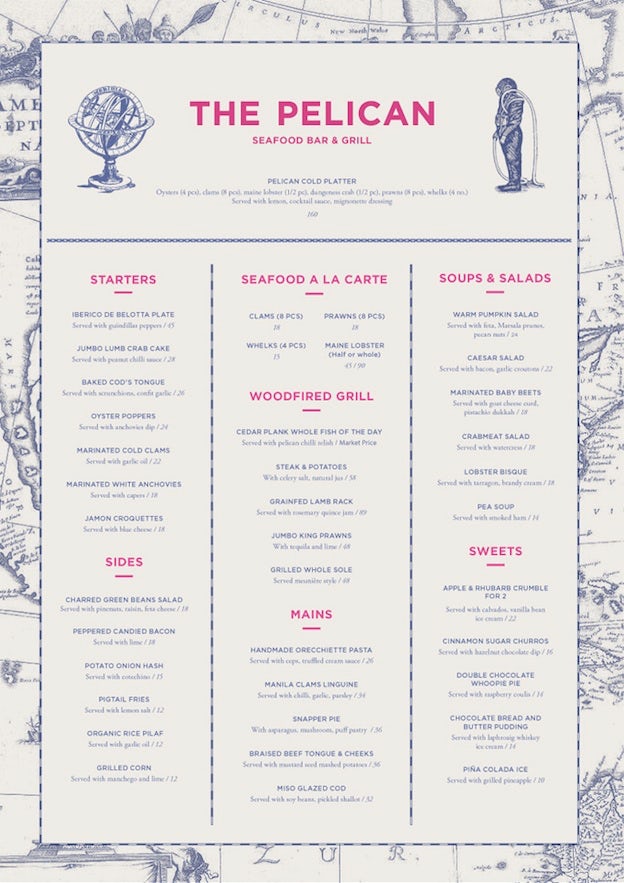 CIRCULUS
ARCTICUS.
New North Wales
THE PELICAN
SEAFOOD BAR & GRILL
PELICAN COLD PLATTER
Oysters (4 pcs), clams (8 pcs), maine lobster (1/2 pc), dungeness crab (1/2 pc), prawns (8 pcs), whelks (4 no.)
Served with lemon, cocktail sauce, mignonette dressing
160
STARTERS
IBERICO DE BELOTTA PLATE
Served with guindillas peppers / 45
JUMBO LUMB CRAB CAKE
Served with peanut chilli sauce / 28
BAKED COD'S TONGUE
Served with scrunchions, confit garlic / 26
OYSTER POPPERS
Served with anchovies dip / 24
MARINATED COLD CLAMS
Served with garlic oil / 22
MARINATED WHITE ANCHOVIES
Served with capers / 18
JAMON CROQUETTES
Served with blue cheese / 18
SIDES
CHARRED GREEN BEANS SALAD
Served with pinenuts, raisin, feta cheese / 18
PEPPERED CANDIED BACON
Served with lime / 18
POTATO ONION HASH
Served with cotechino / 15
PIGTAIL FRIES
Served with lemon salt / 12
ORGANIC RICE PILAF
Served with garlic oil / 12
GRILLED CORN
Served with manchego and lime / 12
SEAFOOD A LA CARTE
CLAMS (8 PCS)
18
PRAWNS (8 PCS)
18
WHELKS (4 PCS)
15
MAINE LOBSTER
(Half or whole)
45 / 90
WOODFIRED GRILL
CEDAR PLANK WHOLE FISH OF THE DAY
Served with pelican chilli relish / Market Price
STEAK & POTATOES
With celery salt, natural jus / 58
GRAINFED LAMB RACK
Served with rosemary quince jam / 89
JUMBO KING PRAWNS
With tequila and lime / 48
GRILLED WHOLE SOLE
Served meunière style / 48
MAINS
HANDMADE ORECCHIETTE PASTA
Served with ceps, truffled cream sauce / 26
MANILA CLAMS LINGUINE
Served with chilli, garlic, parsley / 34
SNAPPER PIE
With asparagus, mushroom, puff pastry / 36
BRAISED BEEF TONGUE & CHEEKS
Served with mustard seed mashed potatoes / 36
MISO GLAZED COD
Served with soy beans, pickled shallot / 32
SOUPS & SALADS
WARM PUMPKIN SALAD
Served with feta, Marsala prunes,
pecan nuts / 24
CAESAR SALAD
Served with bacon, garlic croutons / 22
MARINATED BABY BEETS
Served with goat cheese curd,
pistachio dukkah / 18
CRABMEAT SALAD
Served with watercress / 18
LOBSTER BISQUE
Served with tarragon, brandy cream / 18
PEA SOUP
Served with smoked ham / 14
SWEETS
APPLE & RHUBARB CRUMBLE
FOR 2
Served with calvados, vanilla bean
ice cream / 22
CINNAMON SUGAR CHURROS
Served with hazelnut chocolate dip / 16
DOUBLE CHOCOLATE
WHOOPIE PIE
Served with raspberry coulis / 14
CHOCOLATE BREAD AND
BUTTER PUDDING
Served with laphroaig whiskey
ice cream / 14
PIÑA COLADA ICE
Served with grilled pineapple / 10
Z U R.